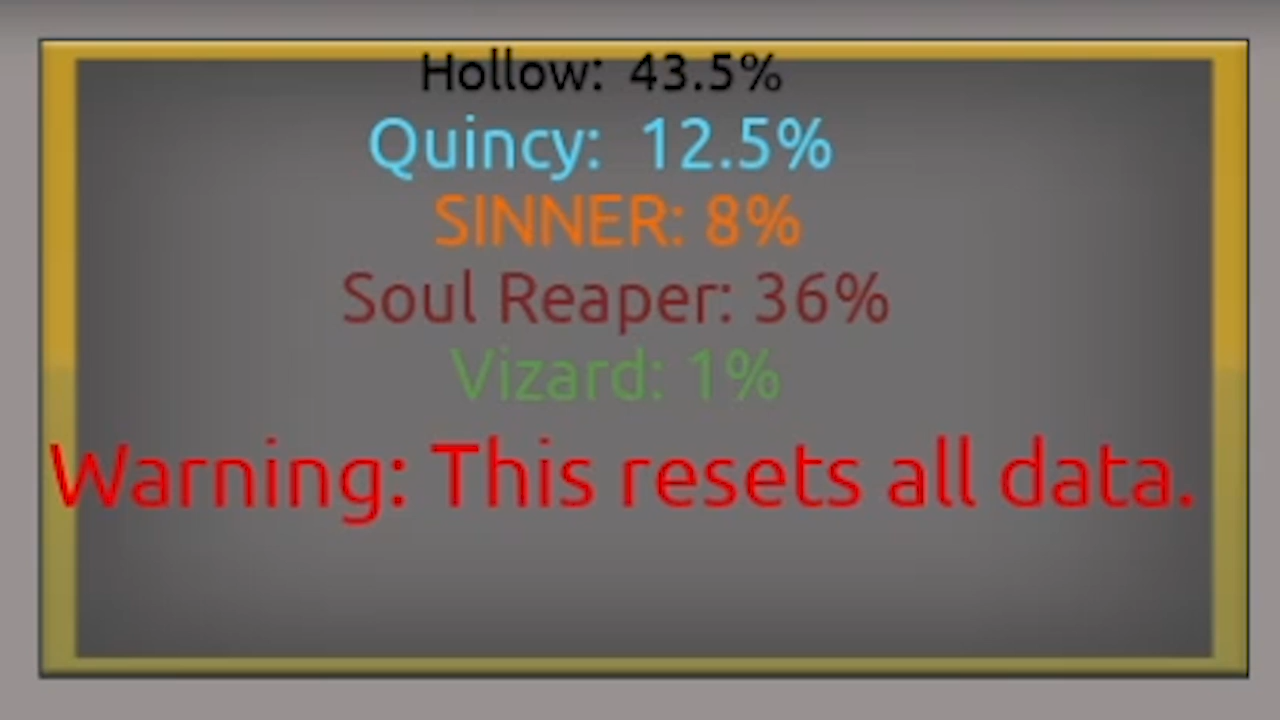 Hollow: 43.5%
Quincy: 12.5%
SINNER: 8%
Soul Reaper: 36%
Vizard: 1%
Warning: This resets all data.